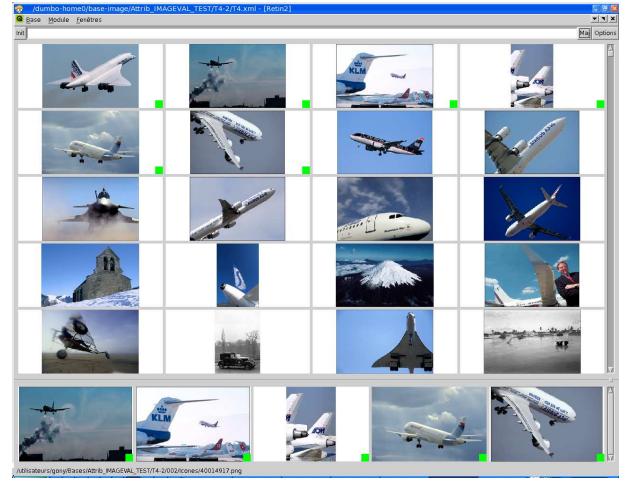 /dumbo-home0/base-image/Attrib_IMAGEVAL_TEST/T4-2/T4.xml - [Retin2]
Base Module Fenêtres
Init
Maj Options
KLM
KLM
/utilisateurs/gony/Bases/Attrib_IMAGEVAL_TEST/T4-2/002/Icones/40014917.png